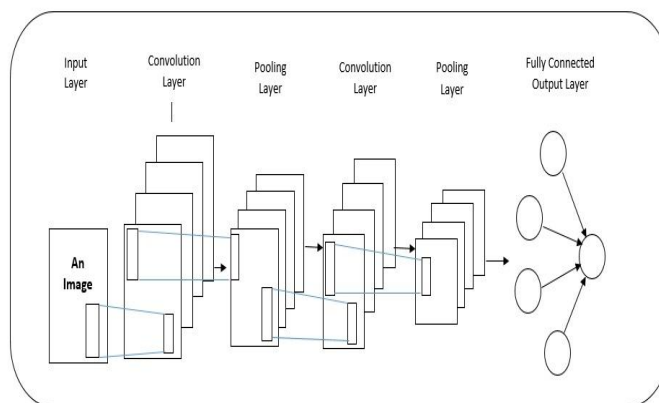 Input
Layer
Convolution
Layer
Pooling
Layer
Convolution
Layer
Pooling
Layer
Fully Connected
Output Layer
An
Image